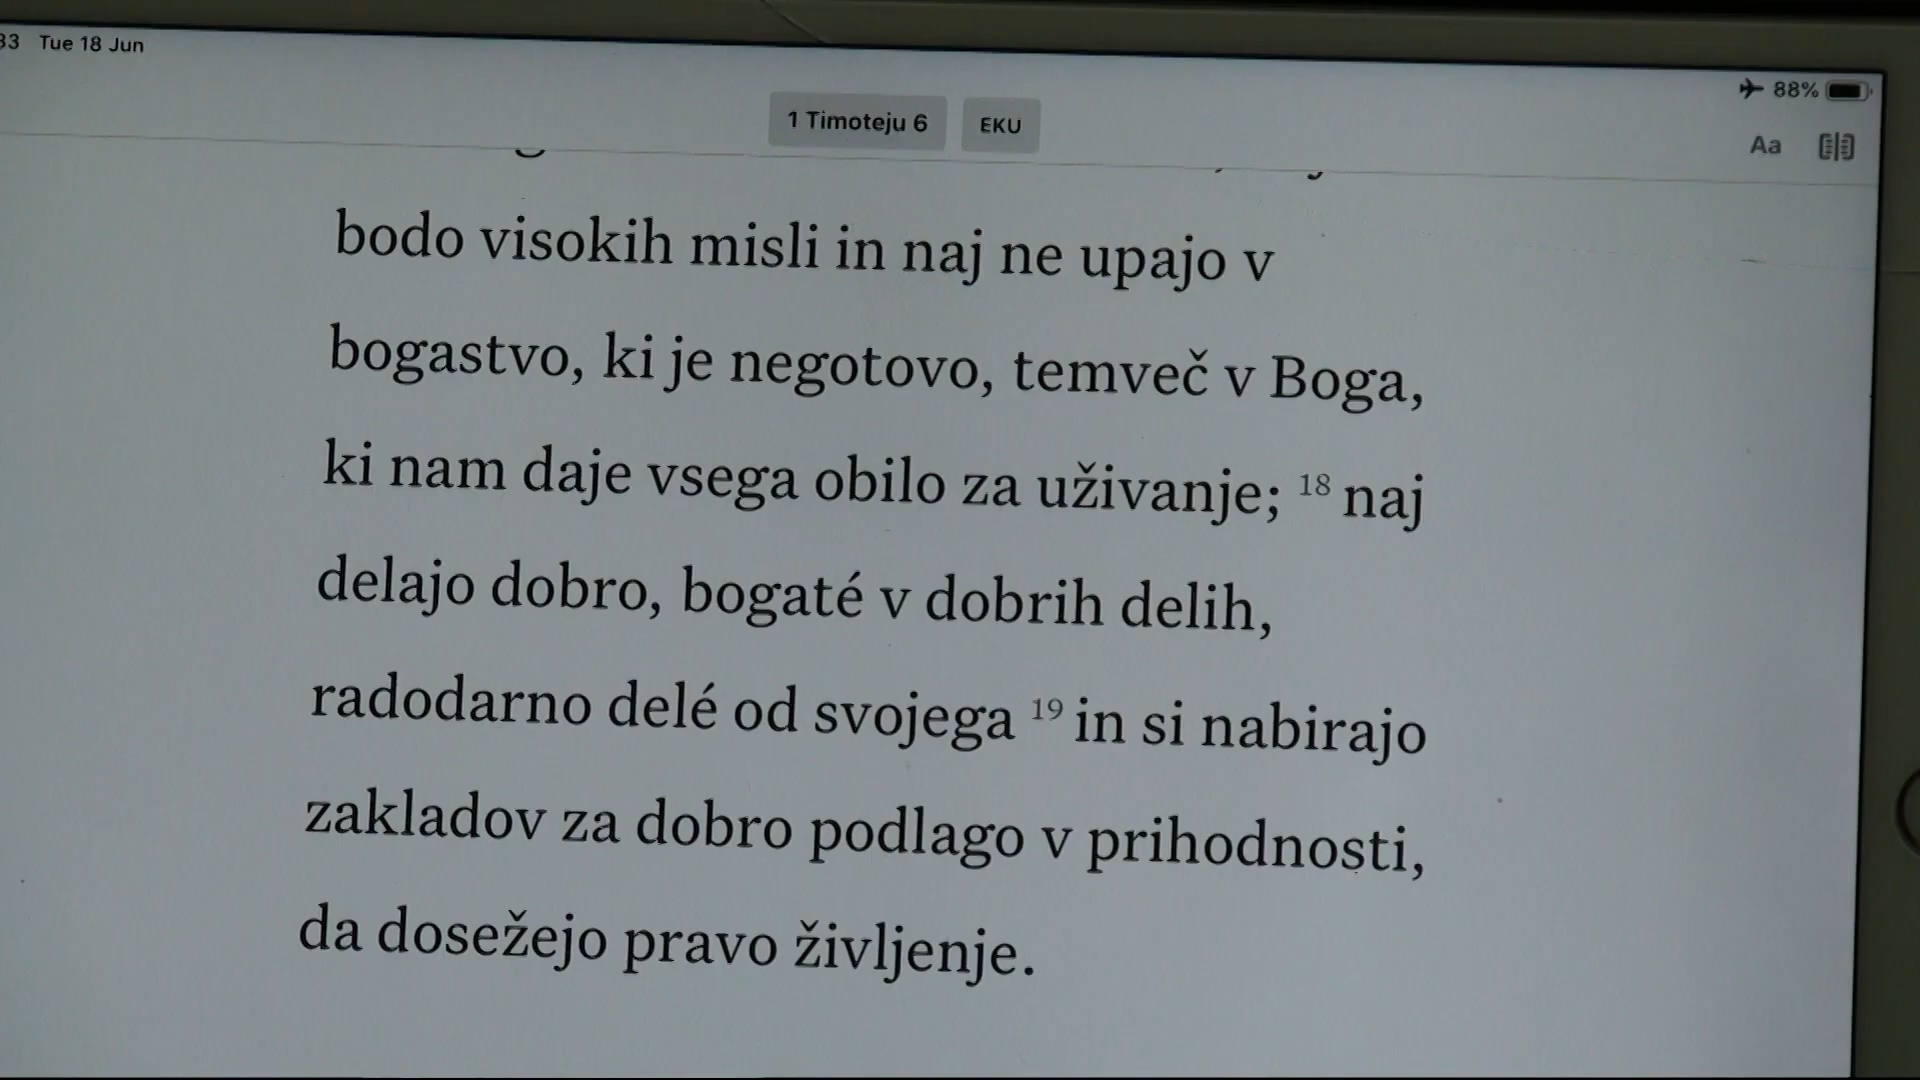 33 Tue 18 Jun
88%
1 Timoteju 6 EKU
Aa
bodo visokih misli in naj ne upajo v
bogastvo, ki je negotovo, temveč v Boga,
ki nam daje vsega obilo za uživanje; 18 naj
delajo dobro, bogaté v dobrih delih,
radodarno delé od svojega 19 in si nabirajo
zakladov za dobro podlago v prihodnosti,
da dosežejo pravo življenje.